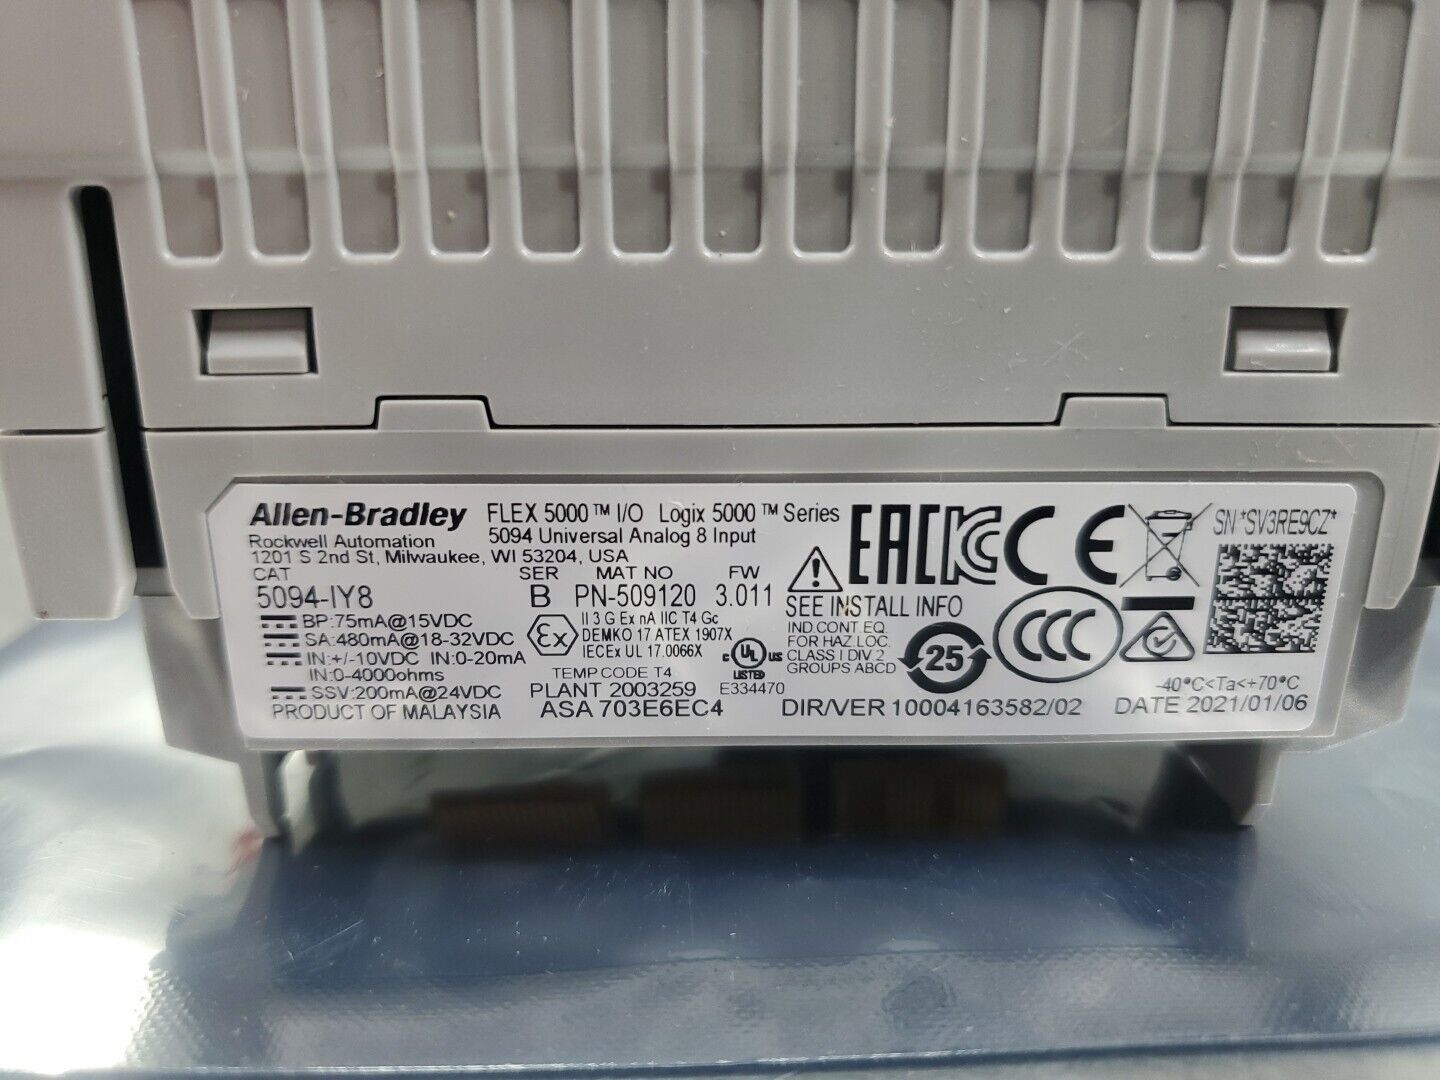 Allen-Bradley FLEX 5000™ I/O Logix 5000™ Series
Rockwell Automation 5094 Universal Analog 8 Input
1201 S 2nd St, Milwaukee, WI 53204, USA
CAT SER MAT NO FW
5094-IY8 B PN-509120 3.011
BP:75mA@15VDC
SA:480mA@18-32VDC
IN:+/-10VDC IN:0-20mA
IN:0-4000ohms
SSV:200mA@24VDC
PRODUCT OF MALAYSIA
Ex
II 3 G Ex nA IIC T4 Gc
DEMKO 17 ATEX 1907X
IECEx UL 17.0066X
TEMP CODE T4
PLANT 2003259
ASA 703E6EC4
c UL us
LISTED
E334470
EAC KC CE
SEE INSTALL INFO
IND CONT. EQ.
FOR HAZ. LOC.
CLASS I DIV. 2
GROUPS ABCD
25
CCC
SN:*SV3RE9CZ*
-40°C<Ta<+70°C
DIR/VER 10004163582/02 DATE 2021/01/06